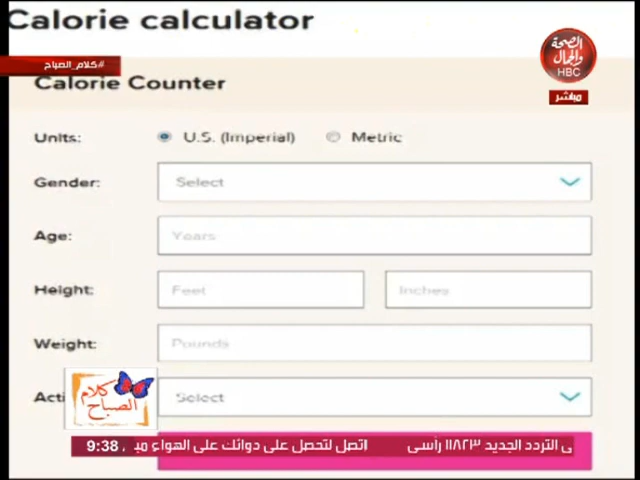 Calorie calculator
الصحة
والجمال
HBC
مباشر
#كلام_الصباح
Calorie Counter
Units:
U.S. (Imperial)
Metric
Gender:
Select
Age:
Years
Height:
Feet
Inches
Weight:
Pounds
Acti
Select
كلام
الصباح
ى التردد الجديد ١١٨٢٣ رأسى
اتصل لتحصل على دوائك على الهواء مب
9:38